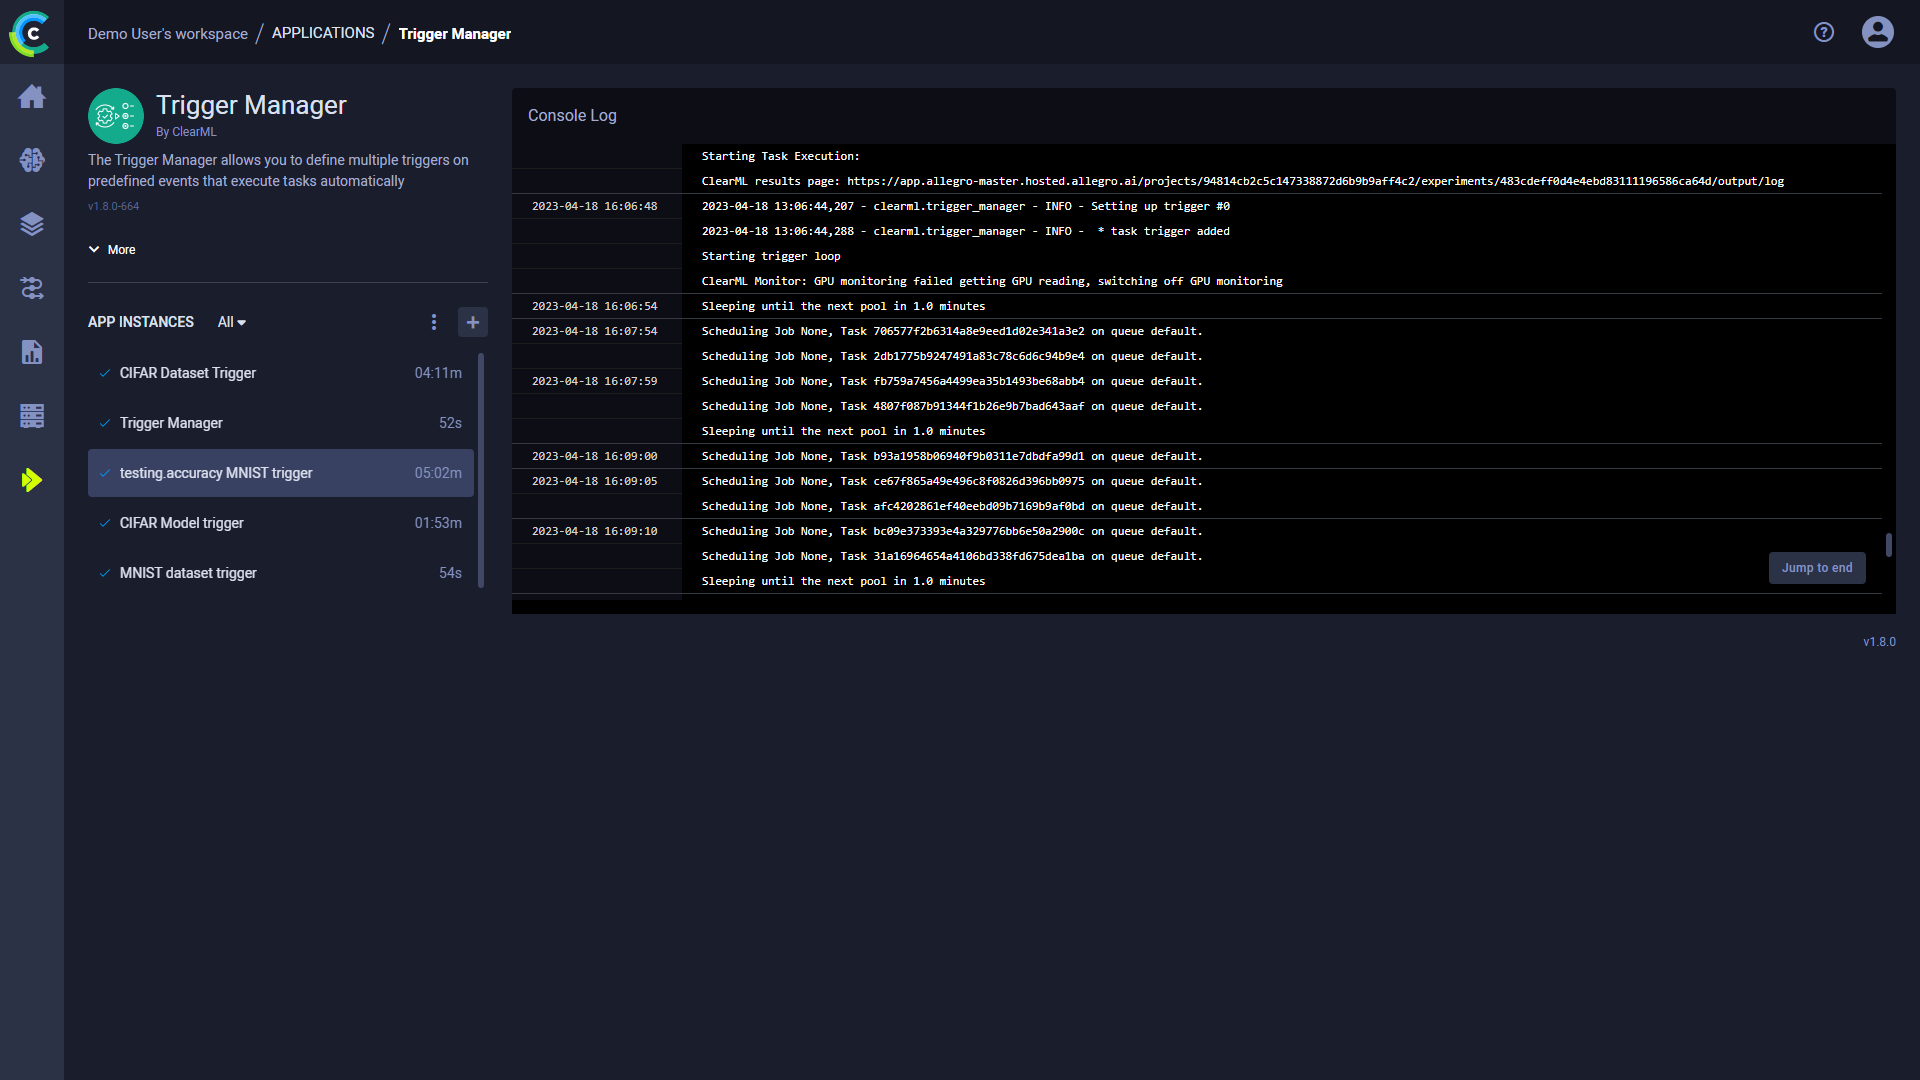 Demo User's workspace / APPLICATIONS / Trigger Manager
Trigger Manager
By ClearML
The Trigger Manager allows you to define multiple triggers on
predefined events that execute tasks automatically
v1.8.0-664
More
APP INSTANCES All
CIFAR Dataset Trigger 04:11m
Trigger Manager 52s
testing.accuracy MNIST trigger 05:02m
CIFAR Model trigger 01:53m
MNIST dataset trigger 54s
Console Log
Starting Task Execution:
ClearML results page: https://app.allegro-master.hosted.allegro.ai/projects/94814cb2c5c147338872d6b9b9aff4c2/experiments/483cdeff0d4e4ebd83111196586ca64d/output/log
2023-04-18 16:06:48 2023-04-18 13:06:44,207 - clearml.trigger_manager - INFO - Setting up trigger #0
2023-04-18 13:06:44,288 - clearml.trigger_manager - INFO -  * task trigger added
Starting trigger loop
ClearML Monitor: GPU monitoring failed getting GPU reading, switching off GPU monitoring
2023-04-18 16:06:54 Sleeping until the next pool in 1.0 minutes
2023-04-18 16:07:54 Scheduling Job None, Task 706577f2b6314a8e9eed1d02e341a3e2 on queue default.
Scheduling Job None, Task 2db1775b9247491a83c78c6d6c94b9e4 on queue default.
2023-04-18 16:07:59 Scheduling Job None, Task fb759a7456a4499ea35b1493be68abb4 on queue default.
Scheduling Job None, Task 4807f087b91344f1b26e9b7bad643aaf on queue default.
Sleeping until the next pool in 1.0 minutes
2023-04-18 16:09:00 Scheduling Job None, Task b93a1958b06940f9b0311e7dbdfa99d1 on queue default.
2023-04-18 16:09:05 Scheduling Job None, Task ce67f865a49e496c8f0826d396bb0975 on queue default.
Scheduling Job None, Task afc4202861ef40eebd09b7169b9af0bd on queue default.
2023-04-18 16:09:10 Scheduling Job None, Task bc09e373393e4a329776bb6e50a2900c on queue default.
Scheduling Job None, Task 31a16964654a4106bd338fd675dea1ba on queue default.
Sleeping until the next pool in 1.0 minutes
Jump to end
v1.8.0